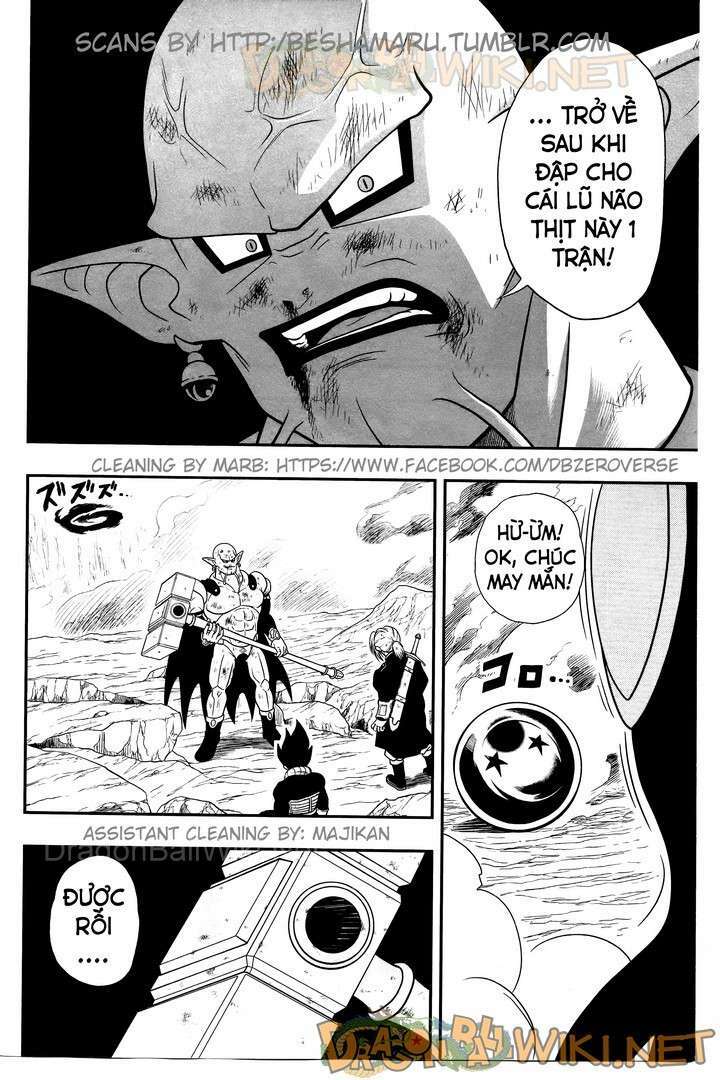 SCANS BY HTTP:/BESHAMARU.TUMBLR.COM
DRAGONBALLWIKI.NET
... TRỞ VỀ
SAU KHI
ĐẬP CHO
CÁI LŨ NÃO
THỊT NÀY 1
TRẬN!
CLEANING BY MARB: HTTPS://WWW.FACEBOOK.COM/DBZEROVERSE
ズズズ...
HỪ-ỪM!
OK, CHÚC
MAY MẮN!
コロ...
ASSISTANT CLEANING BY: MAJIKAN
ĐƯỢC
RỒI
....
DRAGONBALLWIKI.NET